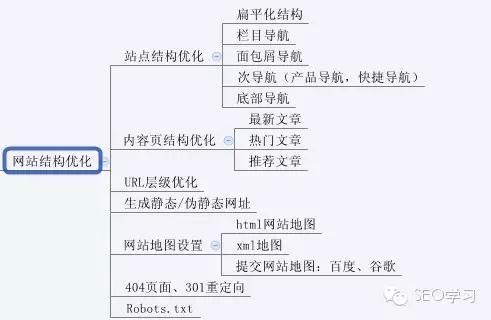 网站结构优化
站点结构优化
扁平化结构
栏目导航
面包屑导航
次导航（产品导航，快捷导航）
底部导航
内容页结构优化
最新文章
热门文章
推荐文章
URL层级优化
生成静态/伪静态网址
网站地图设置
html网站地图
xml地图
提交网站地图：百度、谷歌
404页面、301重定向
Robots.txt
SEO学习